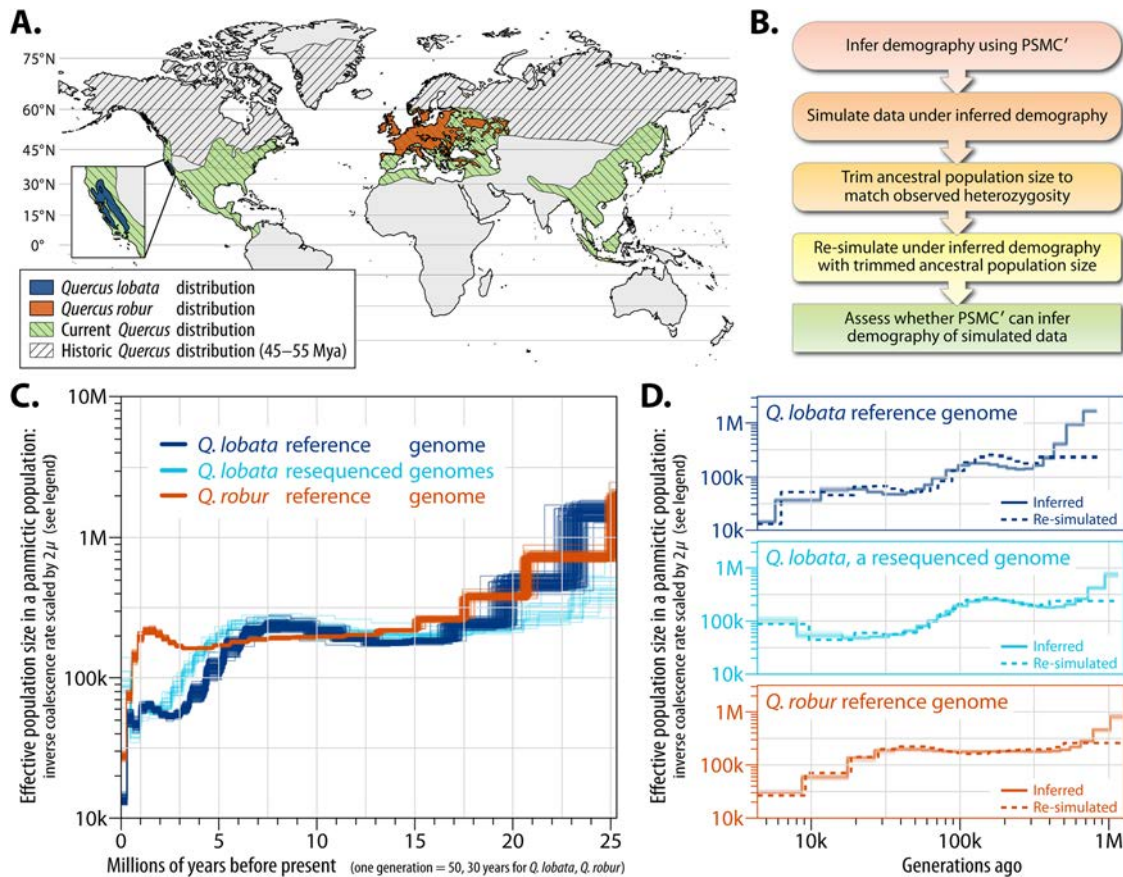 A.
75°N
60°N
45°N
30°N
15°N
0°
Quercus lobata distribution
Quercus robur distribution
Current Quercus distribution
Historic Quercus distribution (45–55 Mya)
B.
Infer demography using PSMC′
Simulate data under inferred demography
Trim ancestral population size to
match observed heterozygosity
Re-simulate under inferred demography
with trimmed ancestral population size
Assess whether PSMC′ can infer
demography of simulated data
C.
Effective population size in a panmictic population:
inverse coalescence rate scaled by 2μ (see legend)
10M
1M
100k
10k
Q. lobata reference genome
Q. lobata resequenced genomes
Q. robur reference genome
0 5 10 15 20 25
Millions of years before present (one generation = 50, 30 years for Q. lobata, Q. robur)
D.
Effective population size in a panmictic population:
inverse coalescence rate scaled by 2μ (see legend)
Q. lobata reference genome
1M
100k
10k
Inferred
Re-simulated
Q. lobata, a resequenced genome
1M
100k
10k
Inferred
Re-simulated
Q. robur reference genome
1M
100k
10k
Inferred
Re-simulated
10k 100k 1M
Generations ago